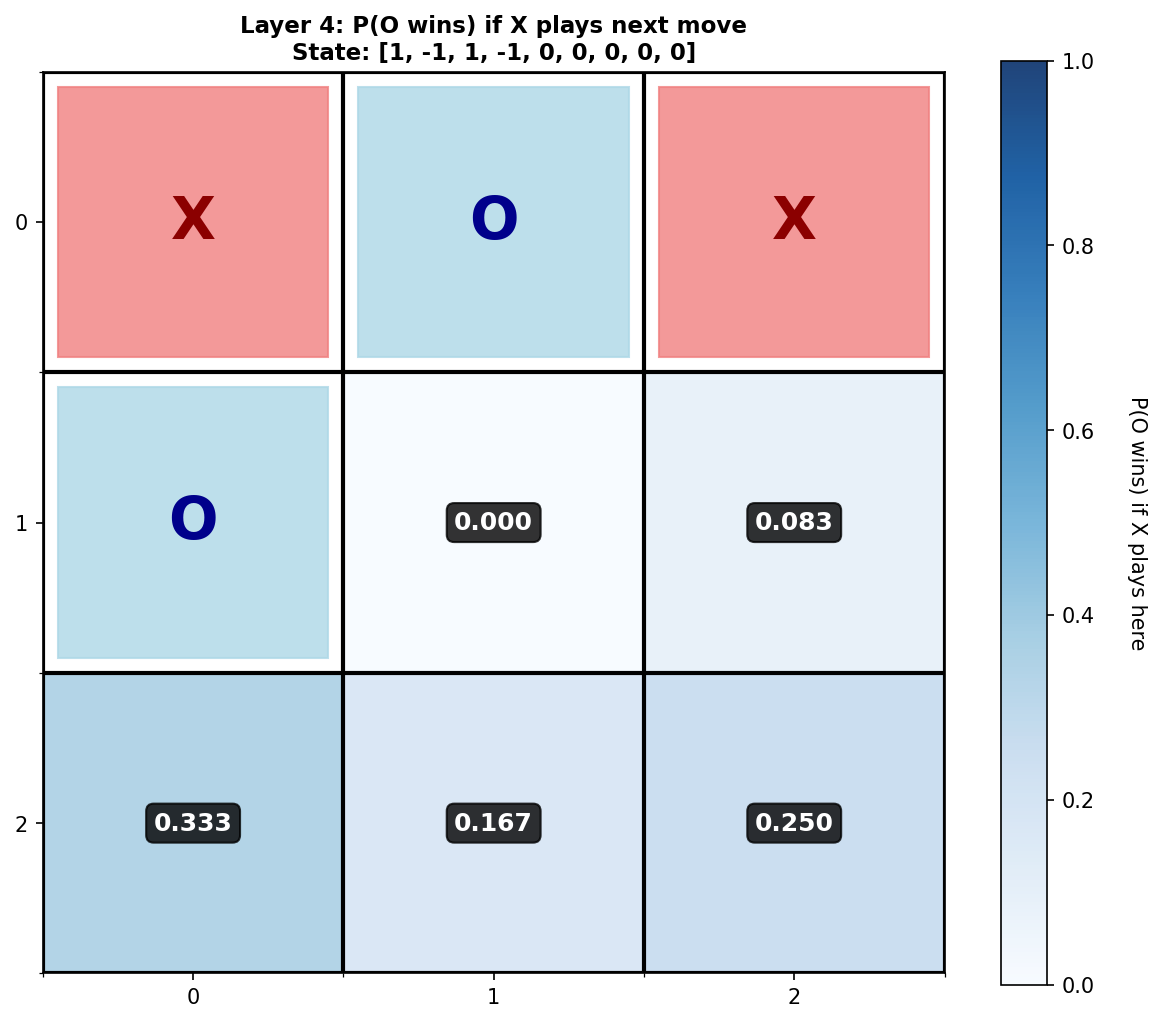 Layer 4: P(O wins) if X plays next move
State: [1, -1, 1, -1, 0, 0, 0, 0, 0]
X
O
X
O
0.000
0.083
0.333
0.167
0.250
0
1
2
0
1
2
1.0
0.8
0.6
0.4
0.2
0.0
P(O wins) if X plays here